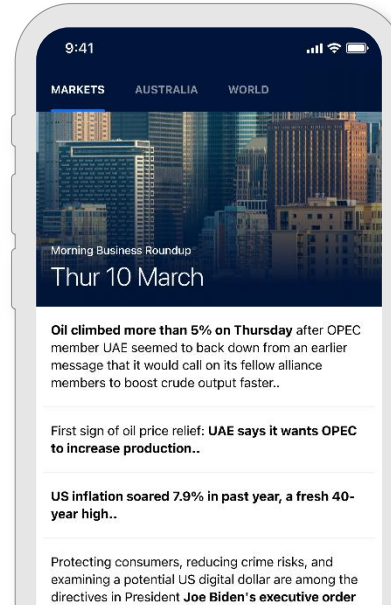 9:41
MARKETS AUSTRALIA WORLD
Morning Business Roundup
Thur 10 March
Oil climbed more than 5% on Thursday after OPEC
member UAE seemed to back down from an earlier
message that it would call on its fellow alliance
members to boost crude output faster..
First sign of oil price relief: UAE says it wants OPEC
to increase production..
US inflation soared 7.9% in past year, a fresh 40-
year high..
Protecting consumers, reducing crime risks, and
examining a potential US digital dollar are among the
directives in President Joe Biden's executive order